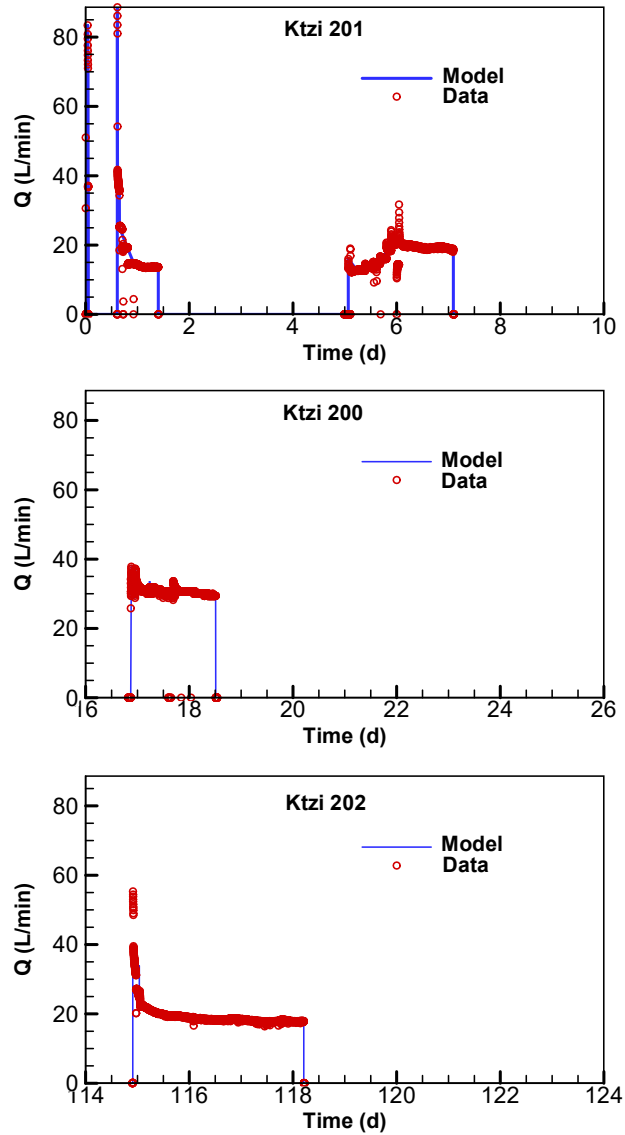 Ktzi 201
Model
Data
Q (L/min)
80
60
40
20
0
0 2 4 6 8 10
Time (d)
Ktzi 200
Model
Data
Q (L/min)
80
60
40
20
0
16 18 20 22 24 26
Time (d)
Ktzi 202
Model
Data
Q (L/min)
80
60
40
20
0
114 116 118 120 122 124
Time (d)